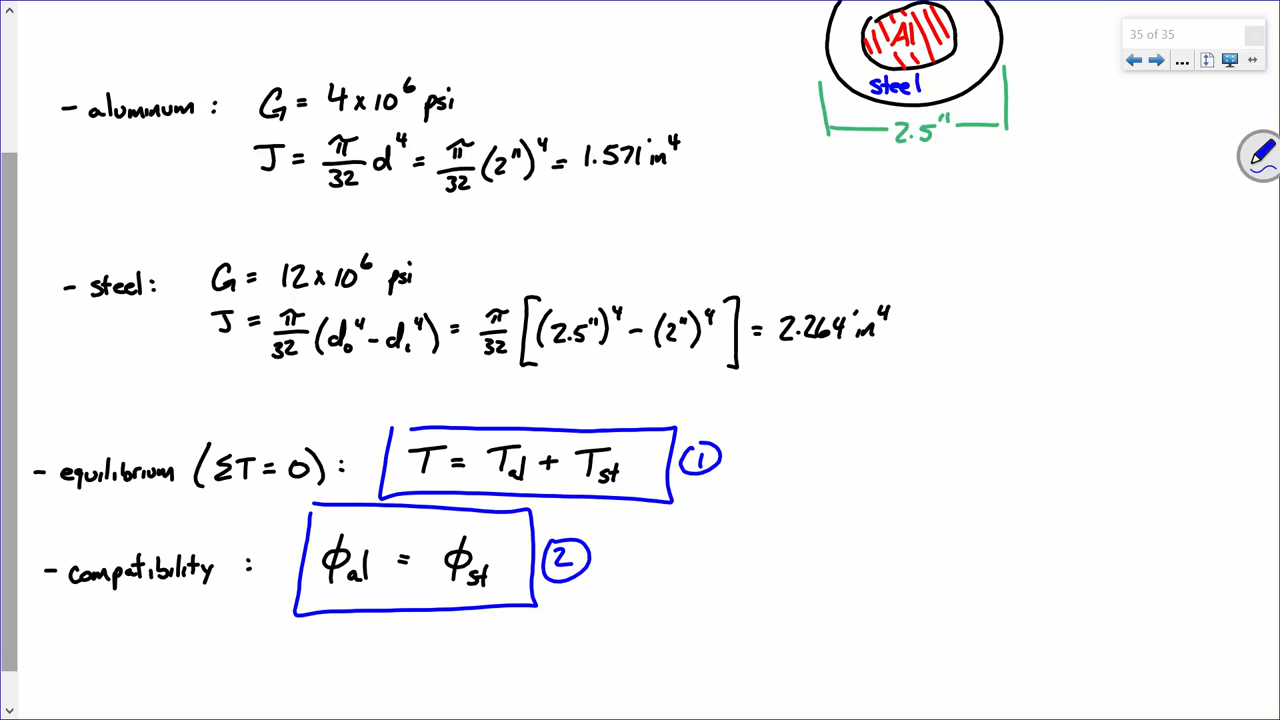 35 of 35
Al
steel
2.5"
- aluminum : G = 4 x 10⁶ psi
J = π/32 d⁴ = π/32 (2")⁴ = 1.571 in⁴
- steel: G = 12 x 10⁶ psi
J = π/32 (d₀⁴ - dᵢ⁴) = π/32 [(2.5")⁴ - (2")⁴] = 2.264 in⁴
- equilibrium (ΣT = 0) : T = T_al + T_st ①
- compatibility : ϕ_al = ϕ_st ②